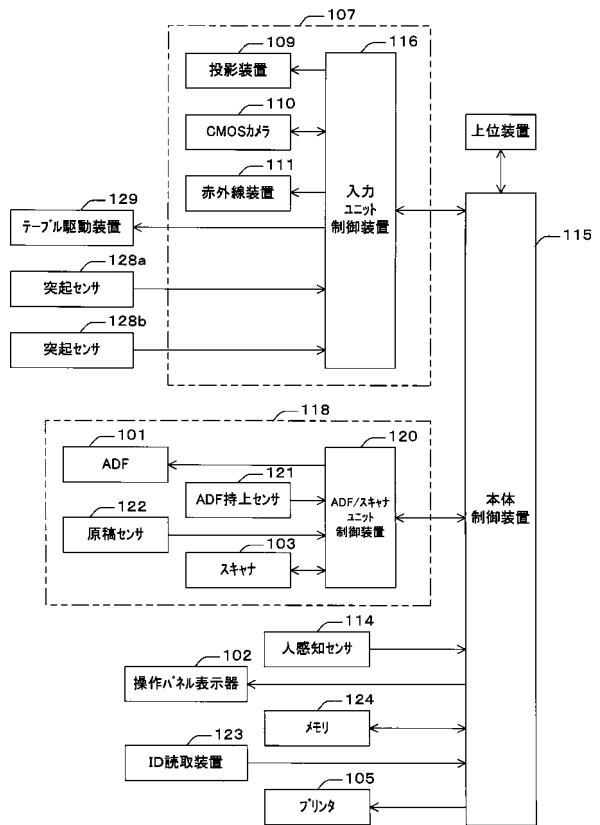 107
109
投影装置
116
110
CMOSカメラ
上位装置
111
赤外線装置
入力
ユニット
制御装置
129
テーブル駆動装置
115
128a
突起センサ
128b
突起センサ
118
101
ADF
120
121
ADF持上センサ
ADF/スキャナ
ユニット
制御装置
122
原稿センサ
本体
制御装置
103
スキャナ
114
人感知センサ
102
操作パネル表示器
124
メモリ
123
ID読取装置
105
プリンタ